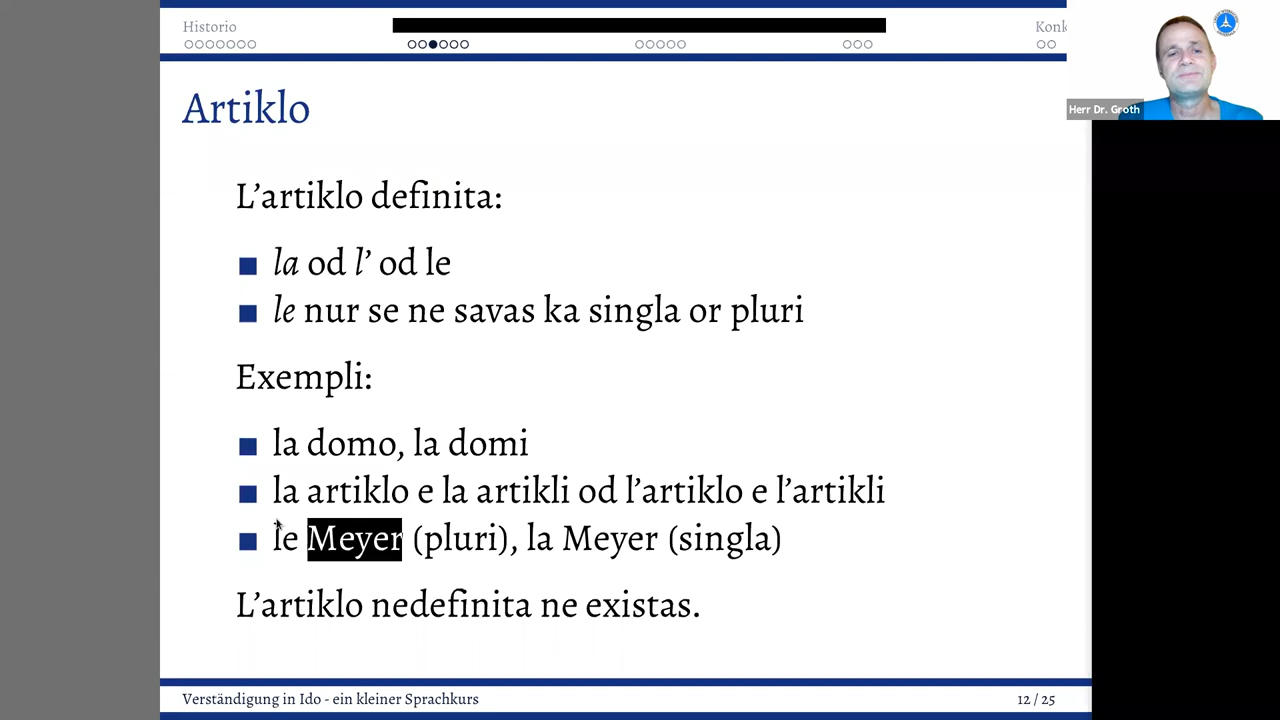 Historio
Konk
Herr Dr. Groth
Artiklo
L’artiklo definita:
la od l’ od le
le nur se ne savas ka singla or pluri
Exempli:
la domo, la domi
la artiklo e la artikli od l’artiklo e l’artikli
le Meyer (pluri), la Meyer (singla)
L’artiklo nedefinita ne existas.
Verständigung in Ido - ein kleiner Sprachkurs
12 / 25